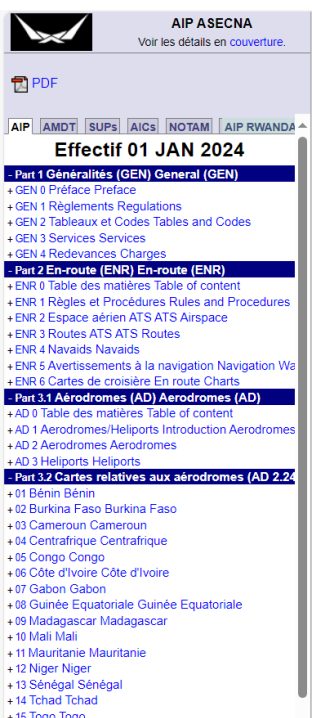 AIP ASECNA
Voir les détails en couverture.
PDF
AIP AMDT SUPs AICs NOTAM AIP RWANDA
Effectif 01 JAN 2024
- Part 1 Généralités (GEN) General (GEN)
+ GEN 0 Préface Preface
+ GEN 1 Règlements Regulations
+ GEN 2 Tableaux et Codes Tables and Codes
+ GEN 3 Services Services
+ GEN 4 Redevances Charges
- Part 2 En-route (ENR) En-route (ENR)
+ ENR 0 Table des matières Table of content
+ ENR 1 Règles et Procédures Rules and Procedures
+ ENR 2 Espace aérien ATS ATS Airspace
+ ENR 3 Routes ATS ATS Routes
+ ENR 4 Navaids Navaids
+ ENR 5 Avertissements à la navigation Navigation Wa
+ ENR 6 Cartes de croisière En route Charts
- Part 3.1 Aérodromes (AD) Aerodromes (AD)
+ AD 0 Table des matières Table of content
+ AD 1 Aerodromes/Heliports Introduction Aerodromes
+ AD 2 Aerodromes Aerodromes
+ AD 3 Heliports Heliports
- Part 3.2 Cartes relatives aux aérodromes (AD 2.24
+ 01 Bénin Bénin
+ 02 Burkina Faso Burkina Faso
+ 03 Cameroun Cameroun
+ 04 Centrafrique Centrafrique
+ 05 Congo Congo
+ 06 Côte d'Ivoire Côte d'Ivoire
+ 07 Gabon Gabon
+ 08 Guinée Equatoriale Guinée Equatoriale
+ 09 Madagascar Madagascar
+ 10 Mali Mali
+ 11 Mauritanie Mauritanie
+ 12 Niger Niger
+ 13 Sénégal Sénégal
+ 14 Tchad Tchad
+ 15 Togo Togo